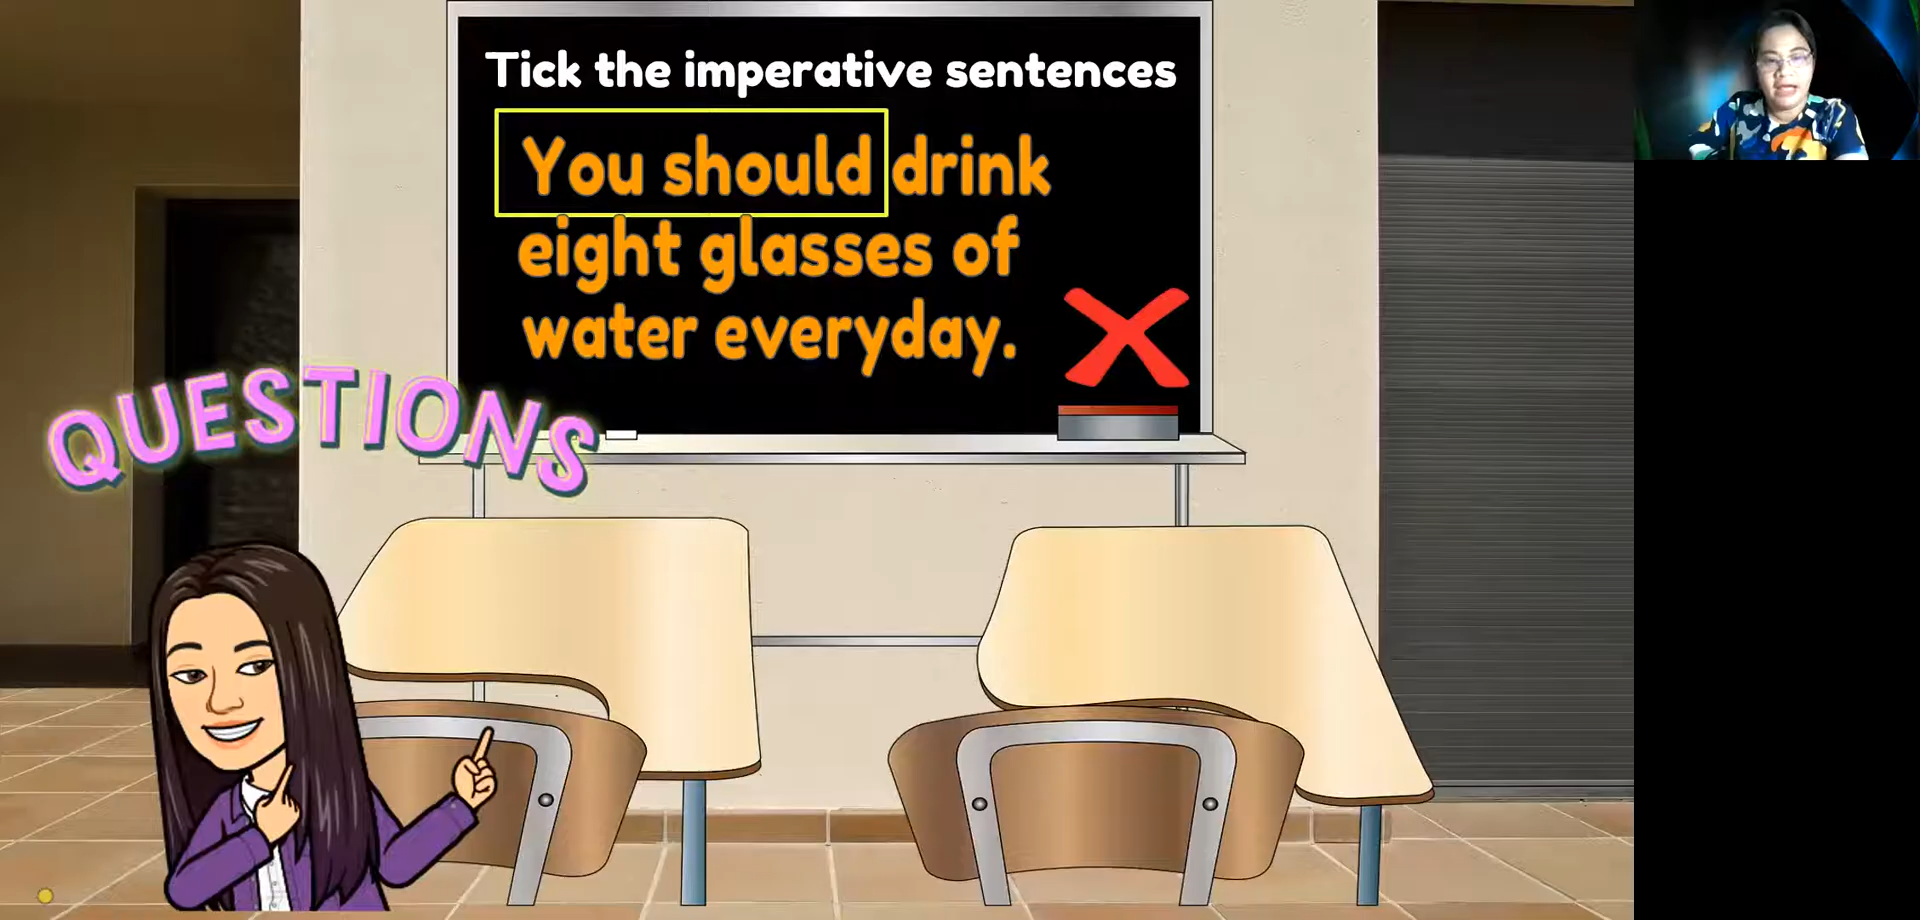 Tick the imperative sentences
You should drink
eight glasses of
water everyday.
QUESTIONS